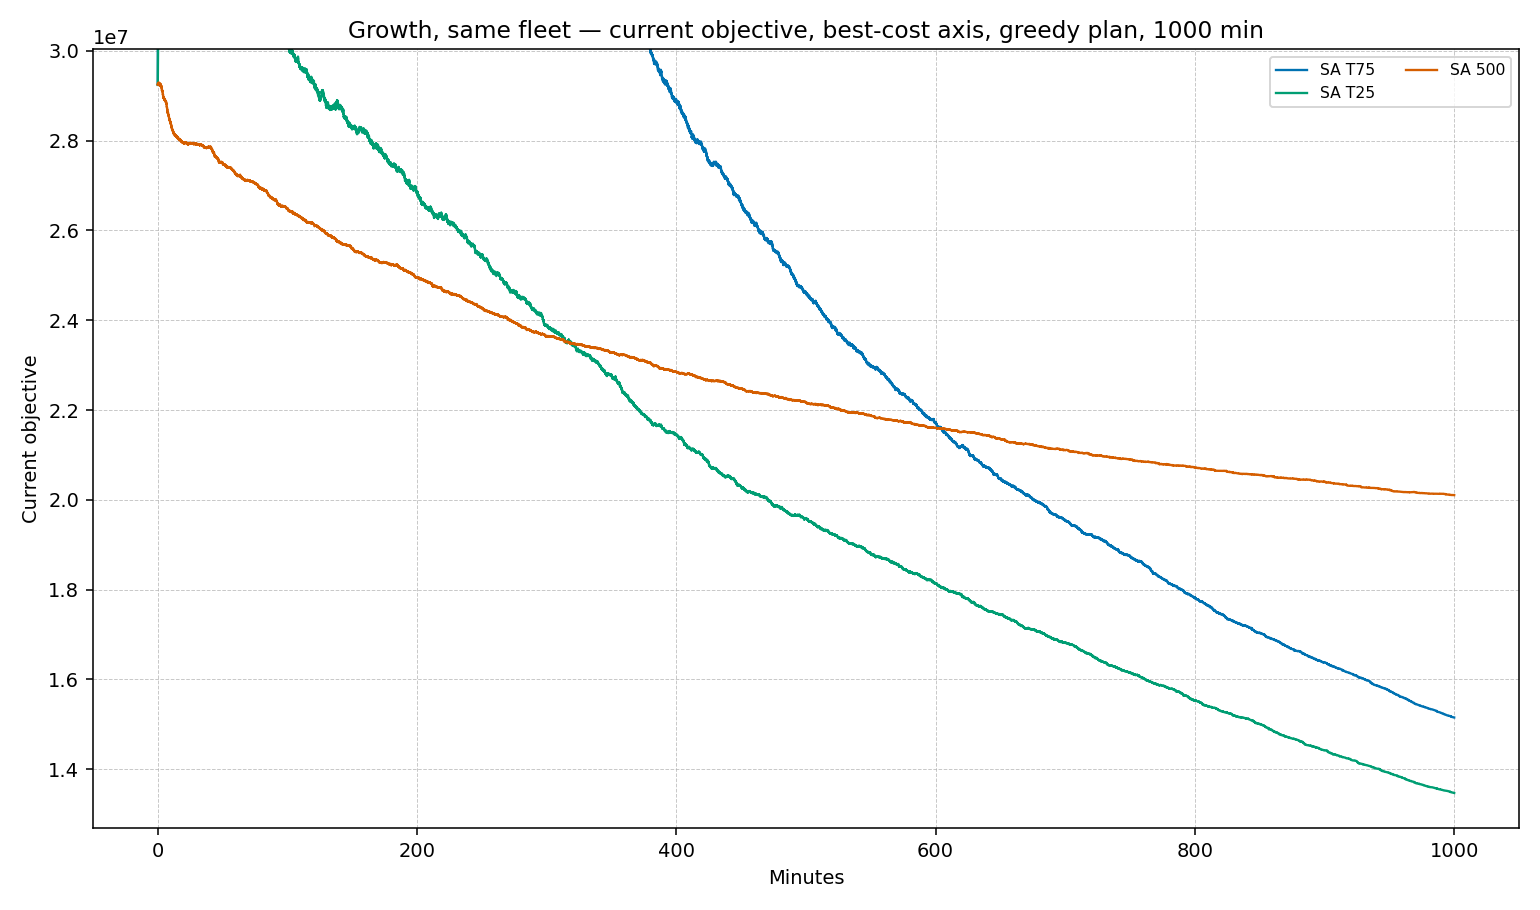 Growth, same fleet — current objective, best-cost axis, greedy plan, 1000 min
1e7
3.0
2.8
2.6
2.4
2.2
2.0
1.8
1.6
1.4
Current objective
SA T75
SA T25
SA 500
0 200 400 600 800 1000
Minutes